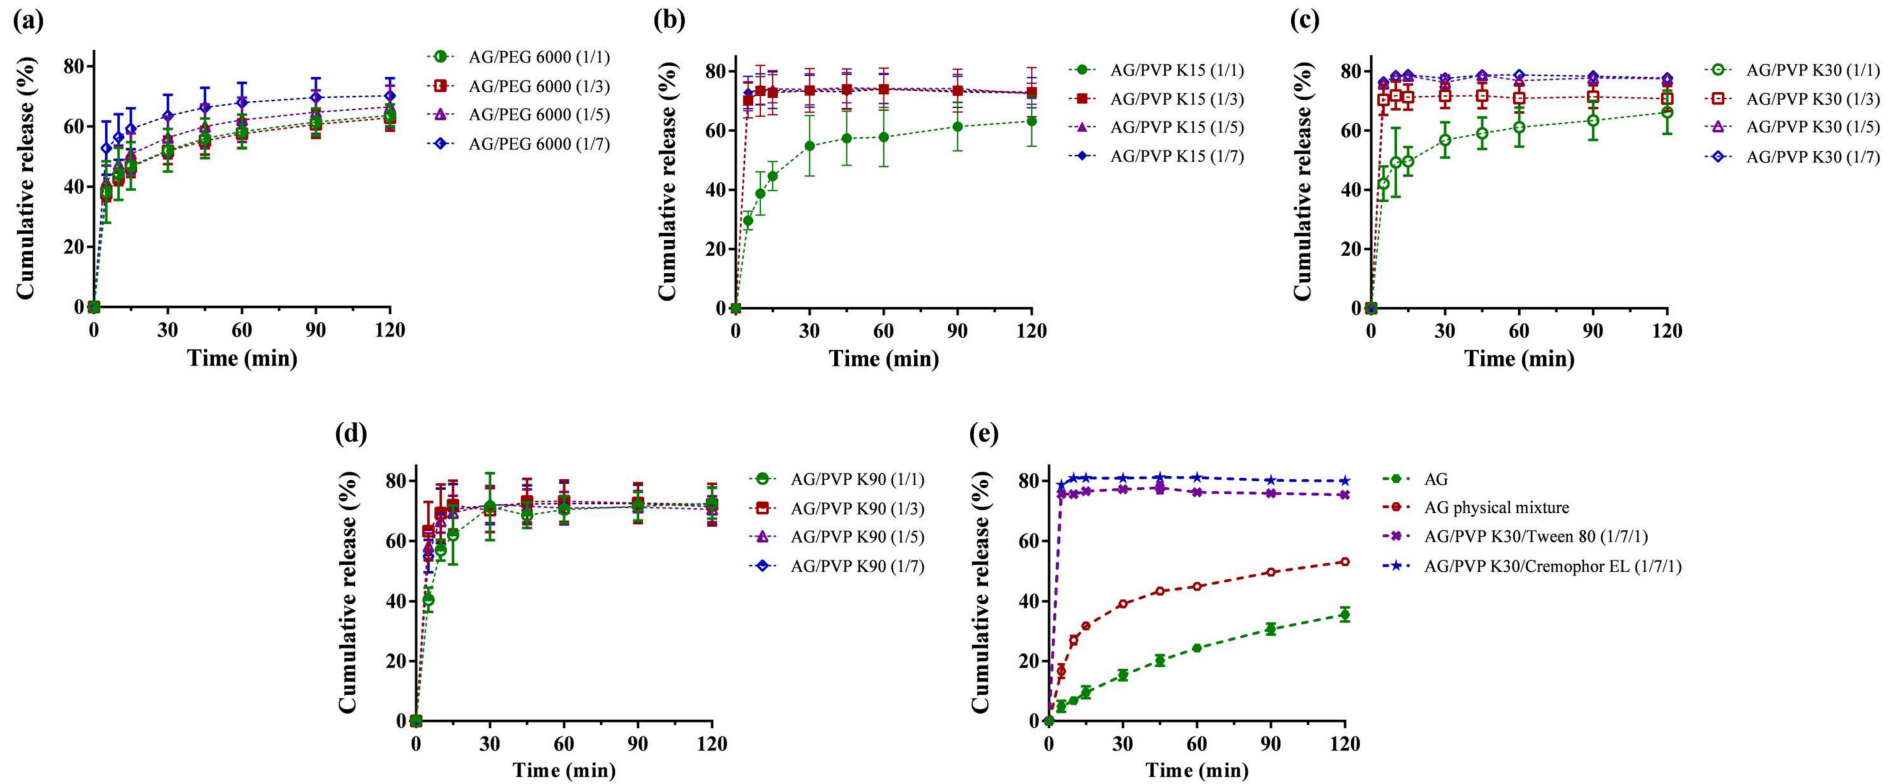 (a)
Cumulative release (%)
80
60
40
20
0
0 30 60 90 120
Time (min)
AG/PEG 6000 (1/1)
AG/PEG 6000 (1/3)
AG/PEG 6000 (1/5)
AG/PEG 6000 (1/7)
(b)
Cumulative release (%)
80
60
40
20
0
0 30 60 90 120
Time (min)
AG/PVP K15 (1/1)
AG/PVP K15 (1/3)
AG/PVP K15 (1/5)
AG/PVP K15 (1/7)
(c)
Cumulative release (%)
80
60
40
20
0
0 30 60 90 120
Time (min)
AG/PVP K30 (1/1)
AG/PVP K30 (1/3)
AG/PVP K30 (1/5)
AG/PVP K30 (1/7)
(d)
Cumulative release (%)
80
60
40
20
0
0 30 60 90 120
Time (min)
AG/PVP K90 (1/1)
AG/PVP K90 (1/3)
AG/PVP K90 (1/5)
AG/PVP K90 (1/7)
(e)
Cumulative release (%)
80
60
40
20
0
0 30 60 90 120
Time (min)
AG
AG physical mixture
AG/PVP K30/Tween 80 (1/7/1)
AG/PVP K30/Cremophor EL (1/7/1)